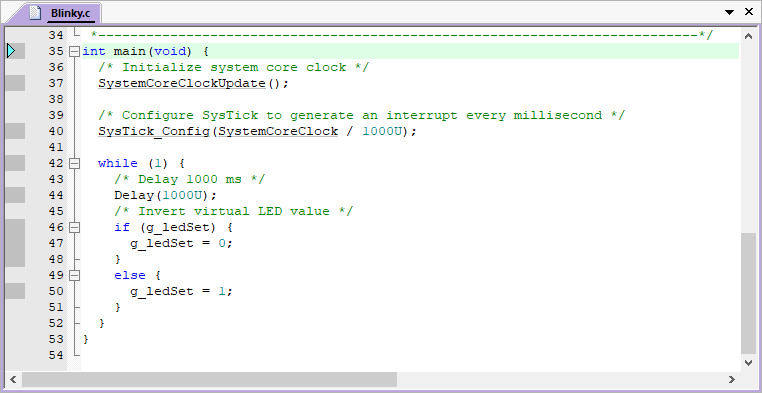 Blinky.c
34 *---------------------------------------------------------------------------*/
35 int main(void) {
36 /* Initialize system core clock */
37 SystemCoreClockUpdate();
38
39 /* Configure SysTick to generate an interrupt every millisecond */
40 SysTick_Config(SystemCoreClock / 1000U);
41
42 while (1) {
43 /* Delay 1000 ms */
44 Delay(1000U);
45 /* Invert virtual LED value */
46 if (g_ledSet) {
47 g_ledSet = 0;
48 }
49 else {
50 g_ledSet = 1;
51 }
52 }
53 }
54